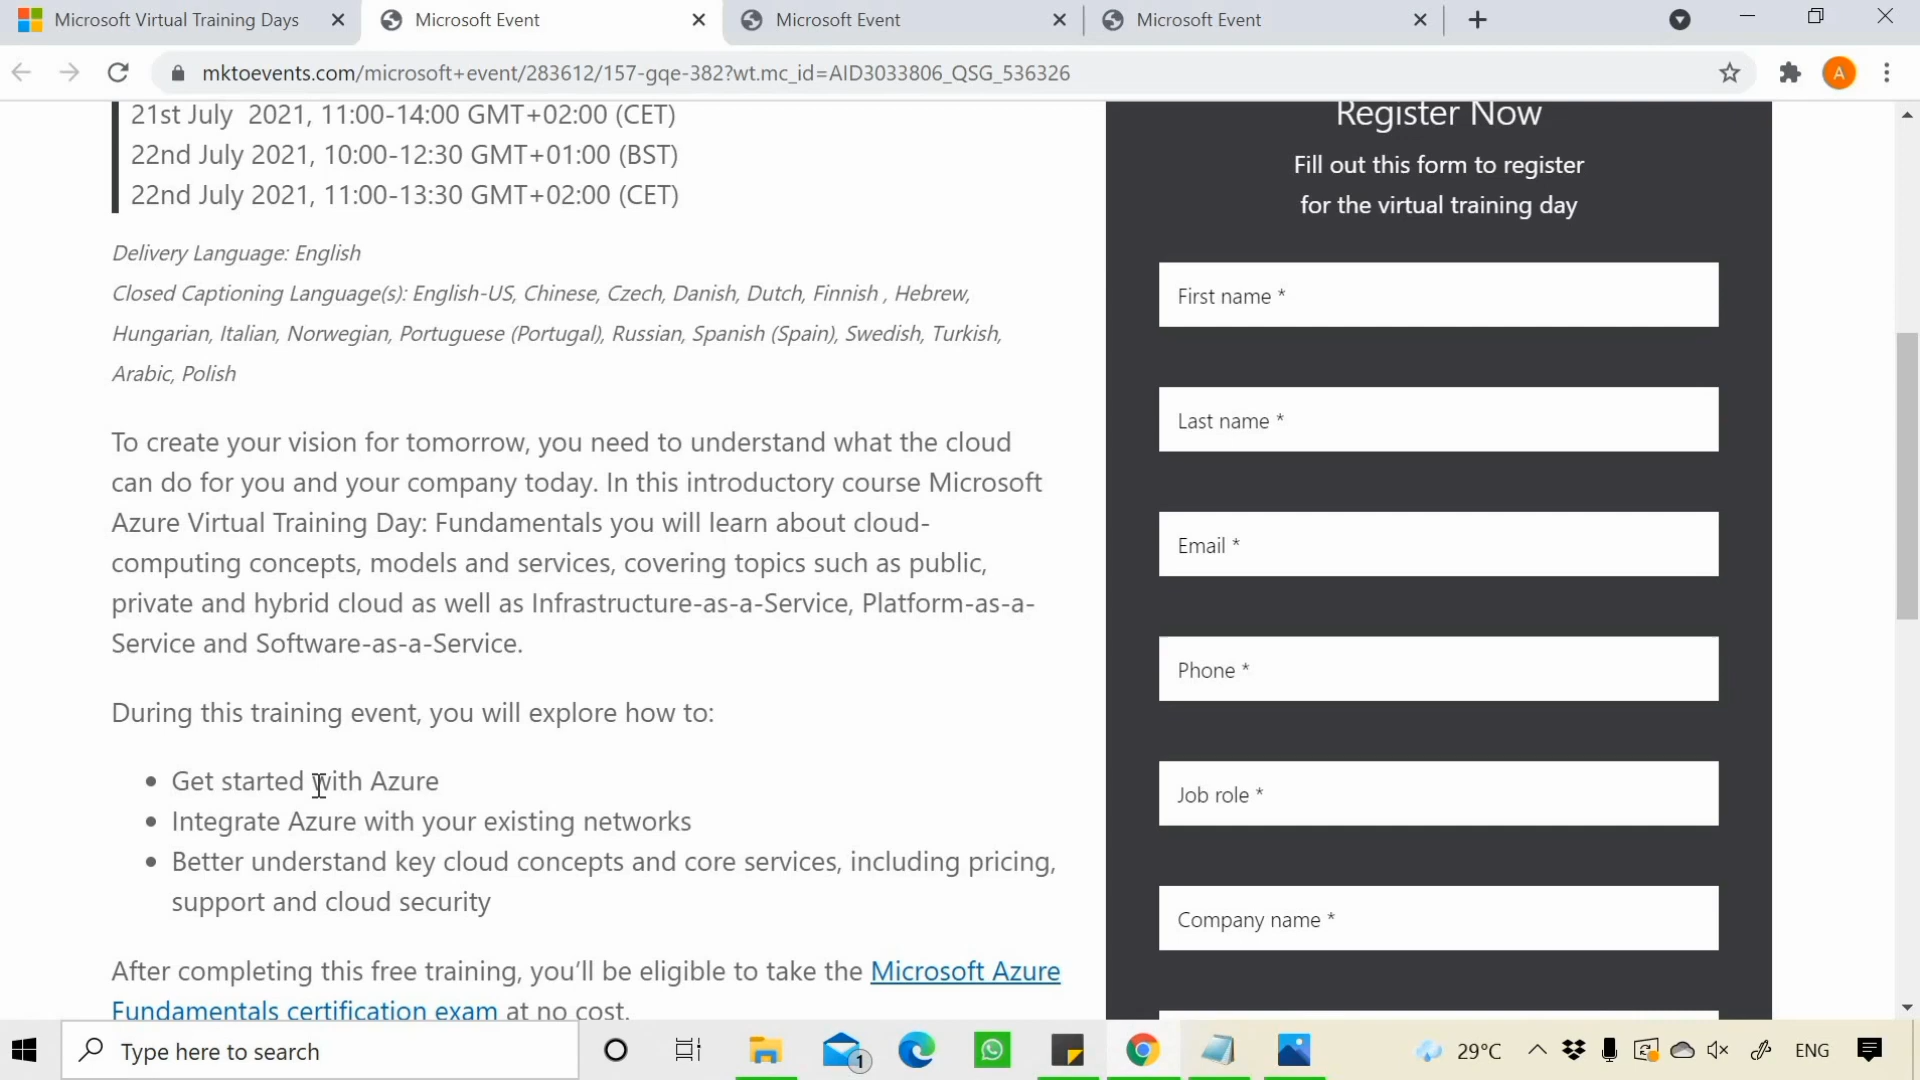 Microsoft Virtual Training Days
Microsoft Event
Microsoft Event
Microsoft Event
mktoevents.com/microsoft+event/283612/157-gqe-382?wt.mc_id=AID3033806_QSG_536326
A
21st July 2021, 11:00-14:00 GMT+02:00 (CET)
22nd July 2021, 10:00-12:30 GMT+01:00 (BST)
22nd July 2021, 11:00-13:30 GMT+02:00 (CET)
Delivery Language: English
Closed Captioning Language(s): English-US, Chinese, Czech, Danish, Dutch, Finnish , Hebrew,
Hungarian, Italian, Norwegian, Portuguese (Portugal), Russian, Spanish (Spain), Swedish, Turkish,
Arabic, Polish
To create your vision for tomorrow, you need to understand what the cloud
can do for you and your company today. In this introductory course Microsoft
Azure Virtual Training Day: Fundamentals you will learn about cloud-
computing concepts, models and services, covering topics such as public,
private and hybrid cloud as well as Infrastructure-as-a-Service, Platform-as-a-
Service and Software-as-a-Service.
During this training event, you will explore how to:
• Get started with Azure
• Integrate Azure with your existing networks
• Better understand key cloud concepts and core services, including pricing,
support and cloud security
After completing this free training, you'll be eligible to take the Microsoft Azure
Fundamentals certification exam at no cost.
Register Now
Fill out this form to register
for the virtual training day
First name *
Last name *
Email *
Phone *
Job role *
Company name *
Type here to search
1
29°C
ENG